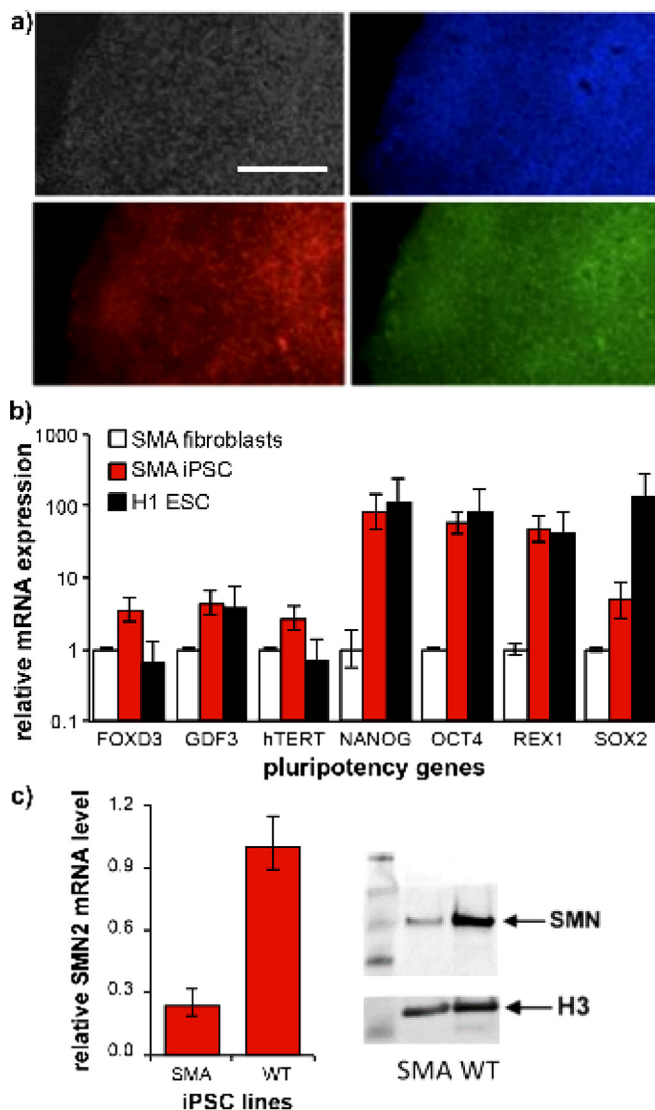 a)
b)
relative mRNA expression
1000
100
10
1
0.1
SMA fibroblasts
SMA iPSC
H1 ESC
FOXD3 GDF3 hTERT NANOG OCT4 REX1 SOX2
pluripotency genes
c)
relative SMN2 mRNA level
1.2
0.9
0.6
0.3
0.0
SMA WT
iPSC lines
SMN
H3
SMA WT